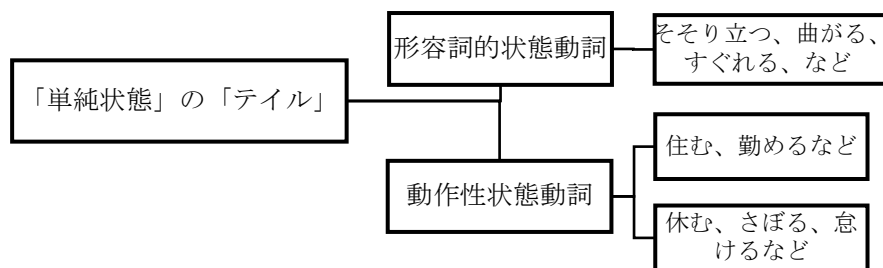 「単純状態」の「テイル」
形容詞的状態動詞
そそり立つ、曲がる、
すぐれる、など
動作性状態動詞
住む、勤めるなど
休む、さぼる、怠
けるなど